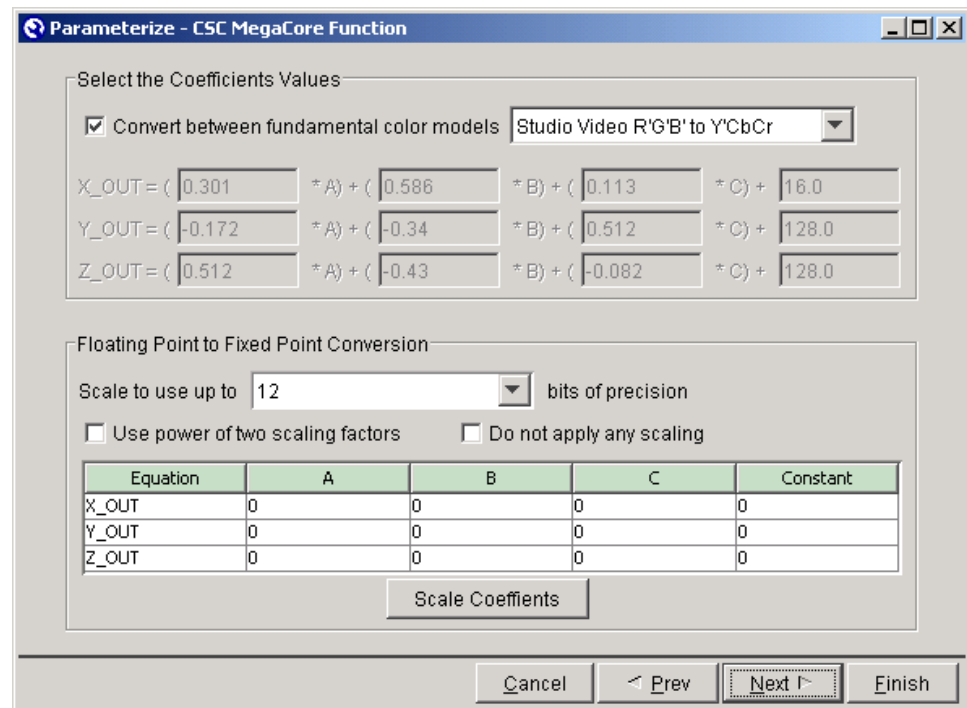 Parameterize - CSC MegaCore Function
Select the Coefficients Values
Convert between fundamental color models Studio Video R'G'B' to Y'CbCr
X_OUT = ( 0.301 * A) + ( 0.586 * B) + ( 0.113 * C) + 16.0
Y_OUT = ( -0.172 * A) + ( -0.34 * B) + ( 0.512 * C) + 128.0
Z_OUT = ( 0.512 * A) + ( -0.43 * B) + ( -0.082 * C) + 128.0
Floating Point to Fixed Point Conversion
Scale to use up to 12 bits of precision
Use power of two scaling factors Do not apply any scaling
Equation A B C Constant
X_OUT 0 0 0 0
Y_OUT 0 0 0 0
Z_OUT 0 0 0 0
Scale Coeffients
Cancel Prev Next Finish